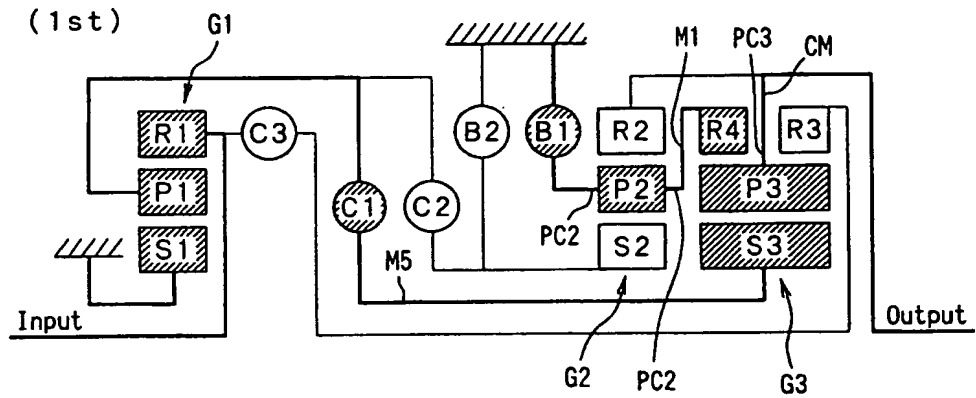 (1st)
G1
M1
PC3
CM
R1
C3
B2
B1
R2
R4
R3
P1
C1
C2
P2
P3
PC2
S1
S2
S3
M5
Input
Output
G2
PC2
G3